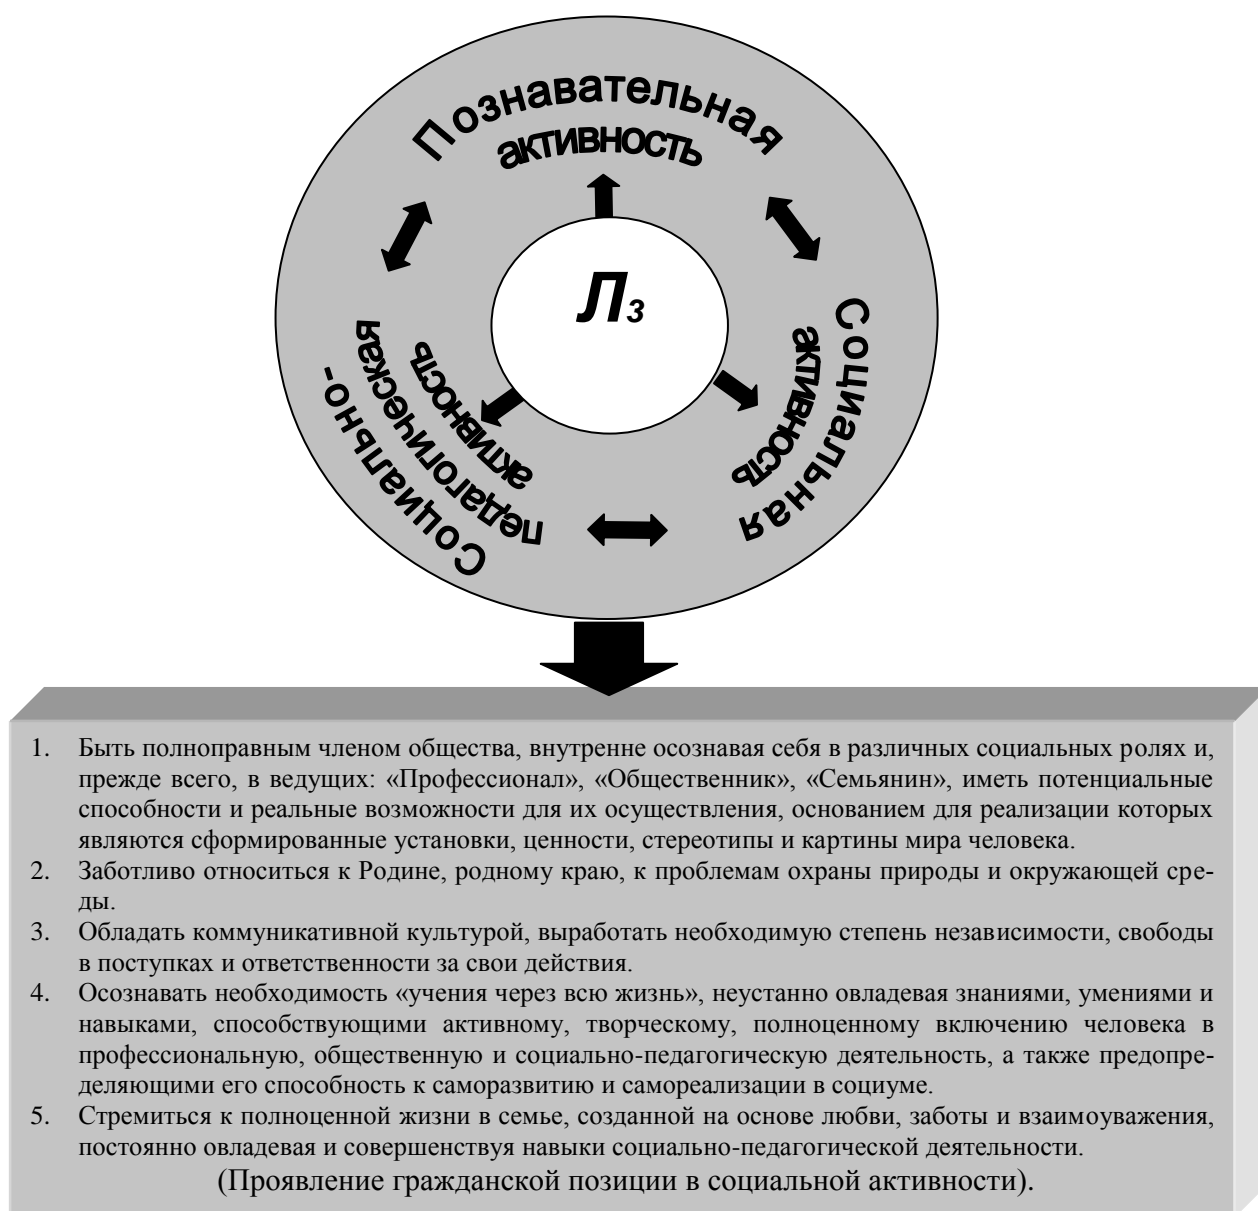 Познавательная
активность
Л3
Социальная
активность
Социально-
педагогическая
активность
1. Быть полноправным членом общества, внутренне осознавая себя в различных социальных ролях и,
прежде всего, в ведущих: «Профессионал», «Общественник», «Семьянин», иметь потенциальные
способности и реальные возможности для их осуществления, основанием для реализации которых
являются сформированные установки, ценности, стереотипы и картины мира человека.
2. Заботливо относиться к Родине, родному краю, к проблемам охраны природы и окружающей сре-
ды.
3. Обладать коммуникативной культурой, выработать необходимую степень независимости, свободы
в поступках и ответственности за свои действия.
4. Осознавать необходимость «учения через всю жизнь», неустанно овладевая знаниями, умениями и
навыками, способствующими активному, творческому, полноценному включению человека в
профессиональную, общественную и социально-педагогическую деятельность, а также предопре-
деляющими его способность к саморазвитию и самореализации в социуме.
5. Стремиться к полноценной жизни в семье, созданной на основе любви, заботы и взаимоуважения,
постоянно овладевая и совершенствуя навыки социально-педагогической деятельности.
(Проявление гражданской позиции в социальной активности).